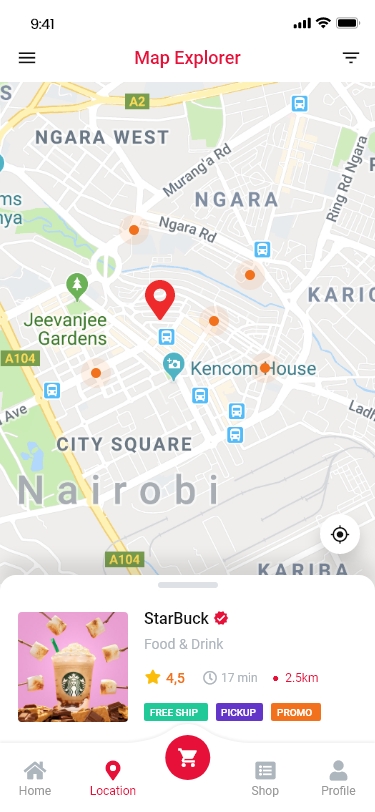 9:41
Map Explorer
S
A2
NGARA WEST
Murang'a Rd
Ring Rd Ngara
ms
nya
NGARA
Ngara Rd
KARIO
Jeevanjee
Gardens
A104
Kencom House
Ave
Ladh
CITY SQUARE
Nairobi
A104
KARIBA
StarBuck
Food & Drink
4,5 17 min 2.5km
FREE SHIP PICKUP PROMO
Home Location Shop Profile